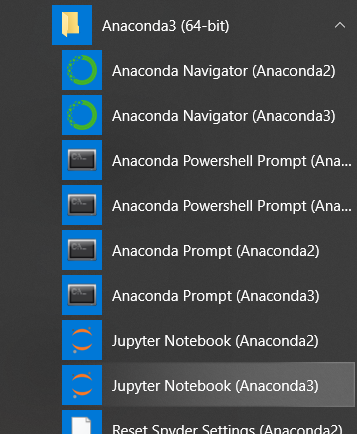 Anaconda3 (64-bit)
Anaconda Navigator (Anaconda2)
Anaconda Navigator (Anaconda3)
Anaconda Powershell Prompt (Ana...
Anaconda Powershell Prompt (Ana...
Anaconda Prompt (Anaconda2)
Anaconda Prompt (Anaconda3)
Jupyter Notebook (Anaconda2)
Jupyter Notebook (Anaconda3)
Reset Spyder Settings (Anaconda2)